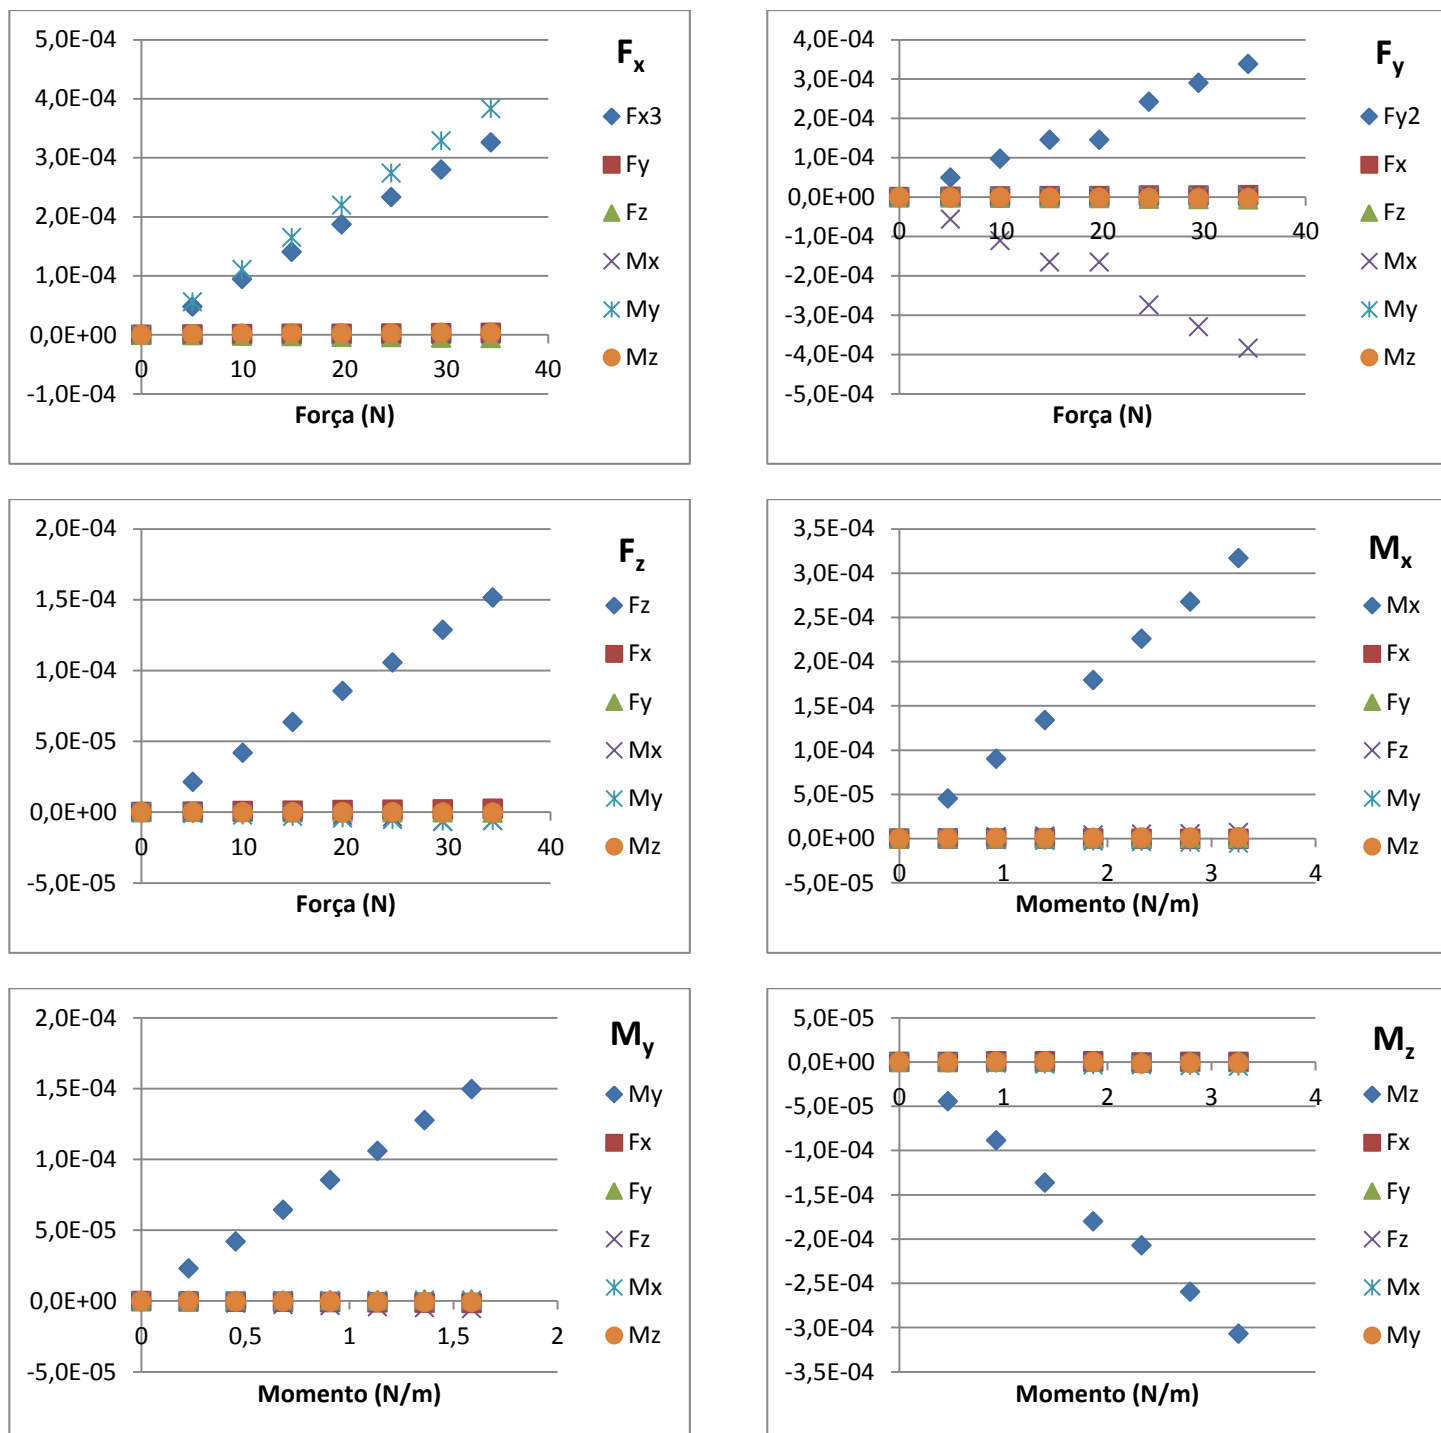 5,0E-04
4,0E-04
3,0E-04
2,0E-04
1,0E-04
0,0E+00
-1,0E-04
0 10 20 30 40
Força (N)
Fx
Fx3
Fy
Fz
Mx
My
Mz
4,0E-04
3,0E-04
2,0E-04
1,0E-04
0,0E+00
-1,0E-04
-2,0E-04
-3,0E-04
-4,0E-04
-5,0E-04
0 10 20 30 40
Força (N)
Fy
Fy2
Fx
Fz
Mx
My
Mz
2,0E-04
1,5E-04
1,0E-04
5,0E-05
0,0E+00
-5,0E-05
0 10 20 30 40
Força (N)
Fz
Fz
Fx
Fy
Mx
My
Mz
3,5E-04
3,0E-04
2,5E-04
2,0E-04
1,5E-04
1,0E-04
5,0E-05
0,0E+00
-5,0E-05
0 1 2 3 4
Momento (N/m)
Mx
Mx
Fx
Fy
Fz
My
Mz
2,0E-04
1,5E-04
1,0E-04
5,0E-05
0,0E+00
-5,0E-05
0 0,5 1 1,5 2
Momento (N/m)
My
My
Fx
Fy
Fz
Mx
Mz
5,0E-05
0,0E+00
-5,0E-05
-1,0E-04
-1,5E-04
-2,0E-04
-2,5E-04
-3,0E-04
-3,5E-04
0 1 2 3 4
Momento (N/m)
Mz
Mz
Fx
Fy
Fz
Mx
My